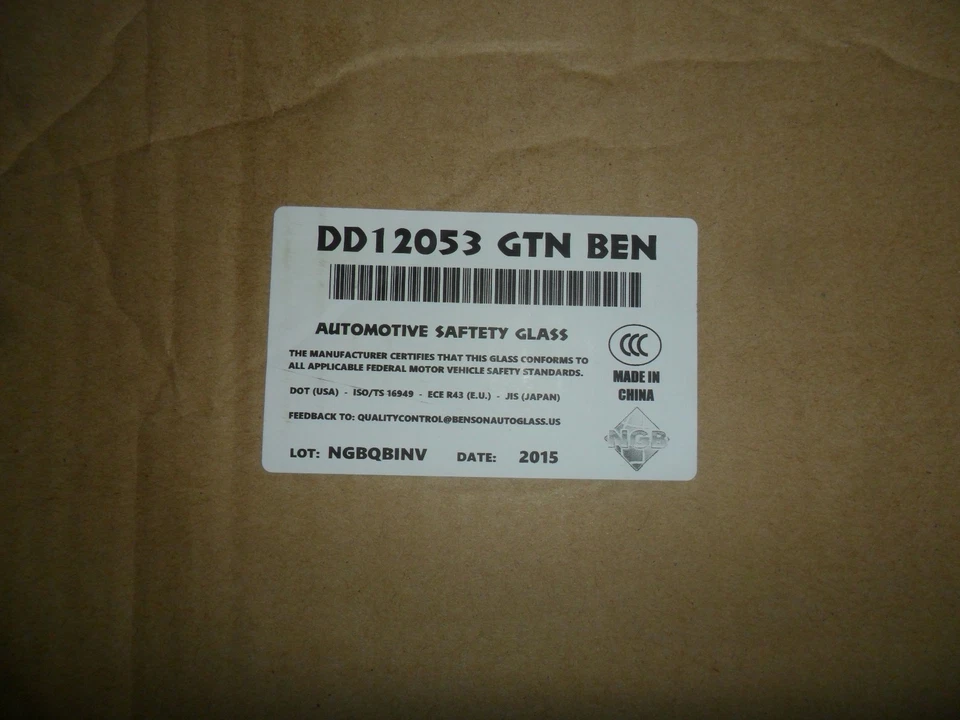 DD12053 GTN BEN
AUTOMOTIVE SAFTETY GLASS
THE MANUFACTURER CERTIFIES THAT THIS GLASS CONFORMS TO
ALL APPLICABLE FEDERAL MOTOR VEHICLE SAFETY STANDARDS.
CCC
MADE IN
CHINA
DOT (USA) - ISO/TS 16949 - ECE R43 (E.U.) - JIS (JAPAN)
FEEDBACK TO: QUALITYCONTROL@BENSONAUTOGLASS.US
NGB
LOT: NGBQBINV DATE: 2015